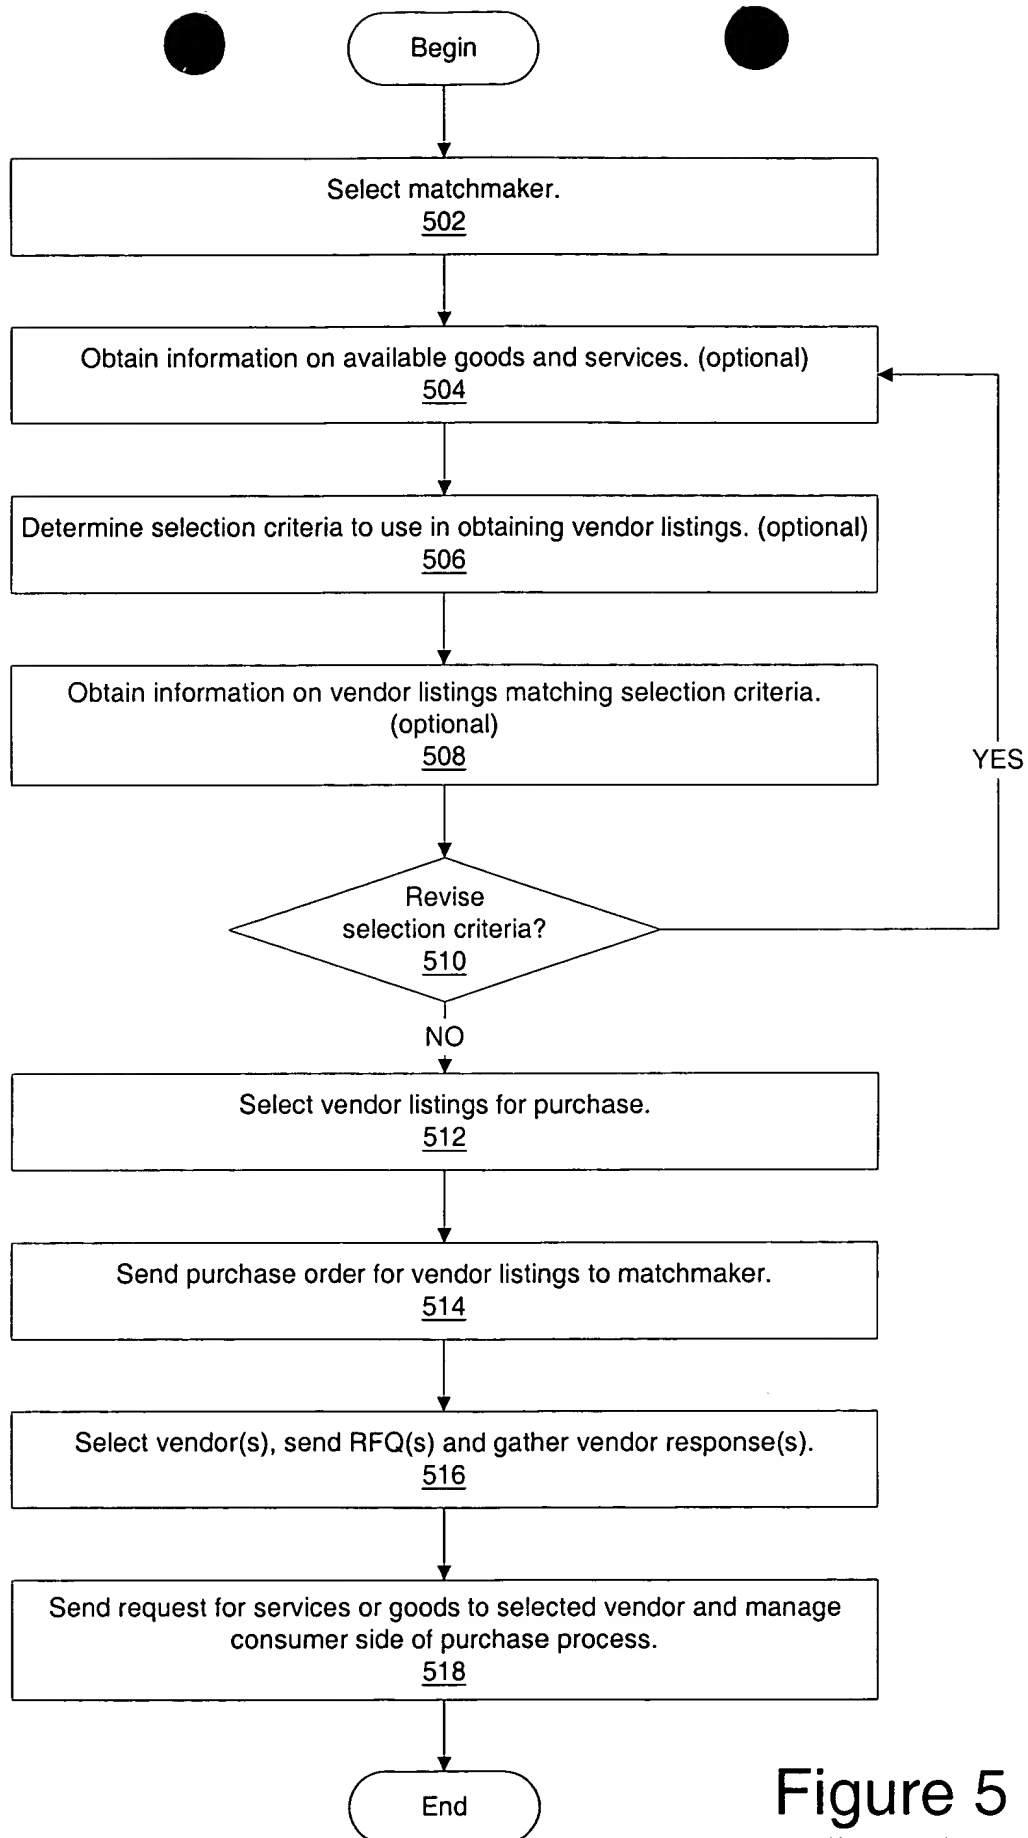 Begin
Select matchmaker.
502
Obtain information on available goods and services. (optional)
504
Determine selection criteria to use in obtaining vendor listings. (optional)
506
Obtain information on vendor listings matching selection criteria.
(optional)
508
YES
Revise
selection criteria?
510
NO
Select vendor listings for purchase.
512
Send purchase order for vendor listings to matchmaker.
514
Select vendor(s), send RFQ(s) and gather vendor response(s).
516
Send request for services or goods to selected vendor and manage
consumer side of purchase process.
518
End
Figure 5